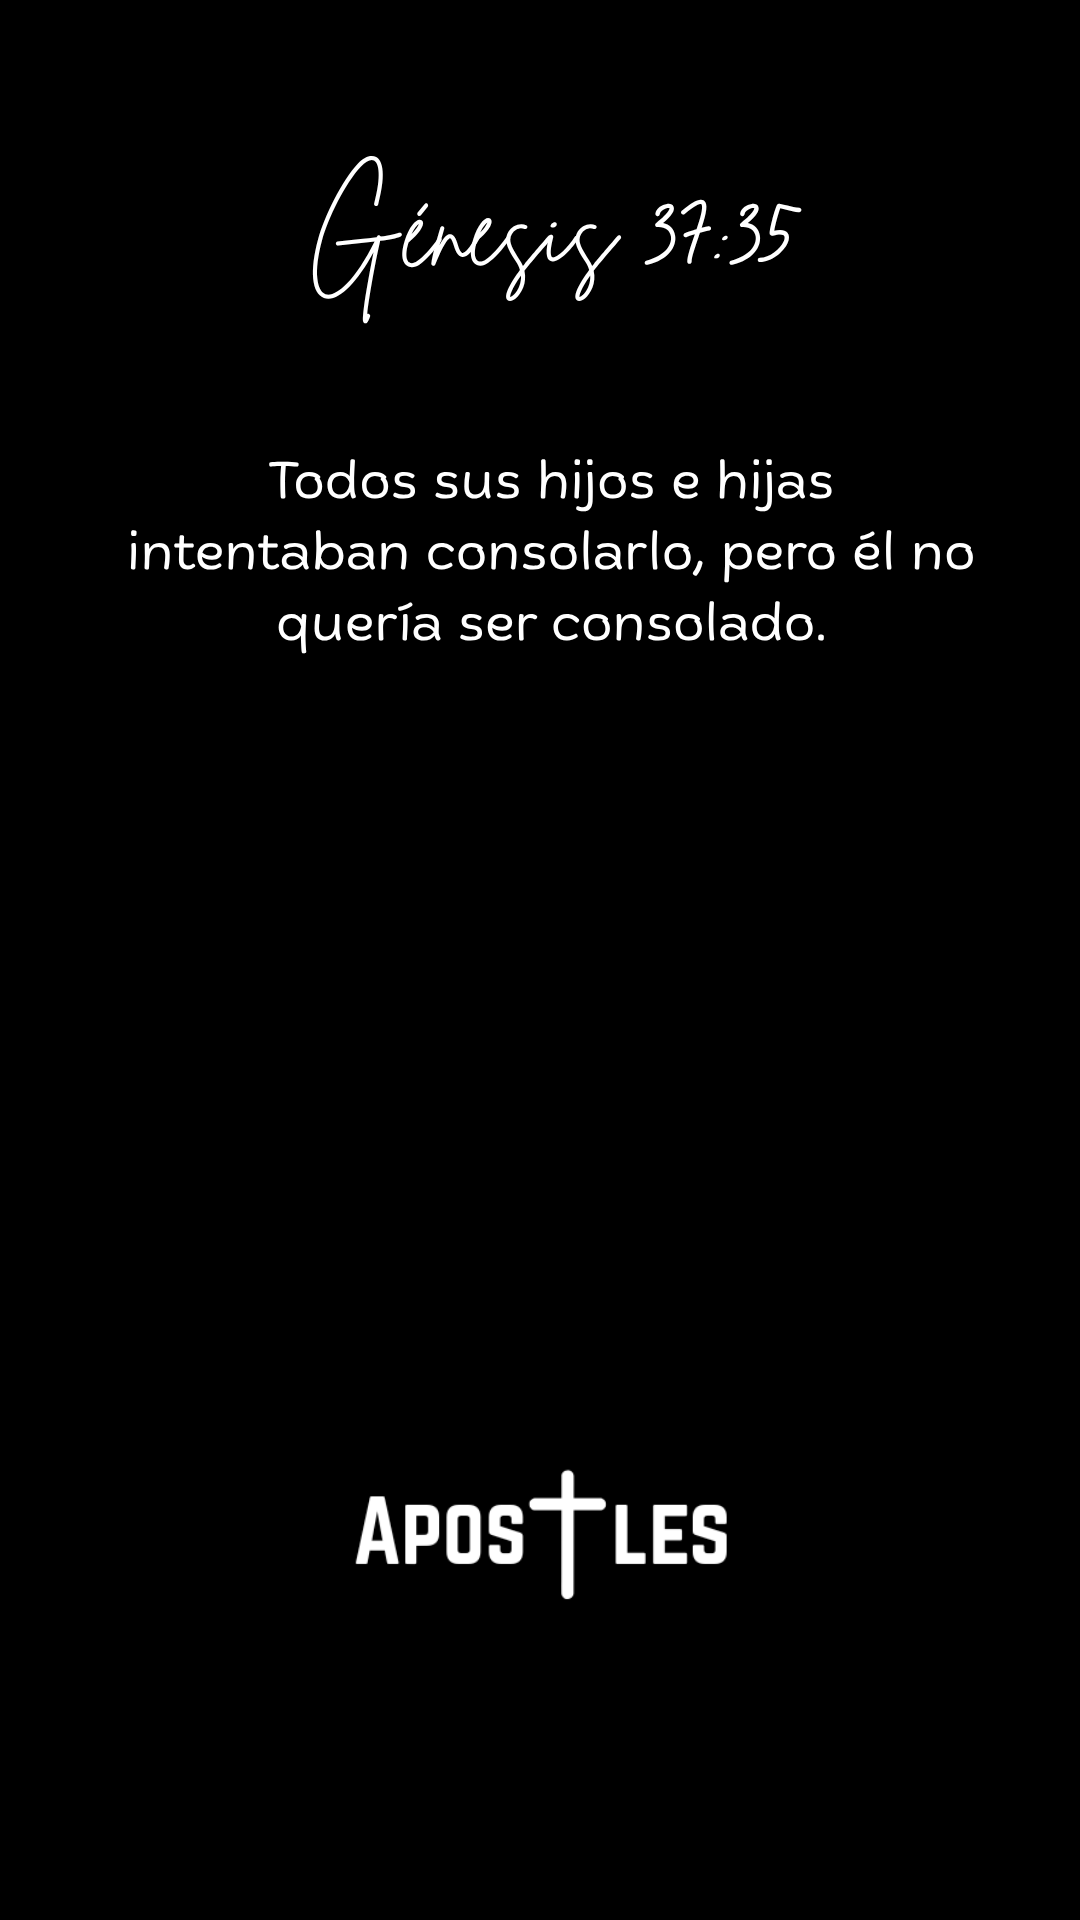 Génesis 37:35
Todos sus hijos e hijas
intentaban consolarlo, pero él no
quería ser consolado.
APOSTLES